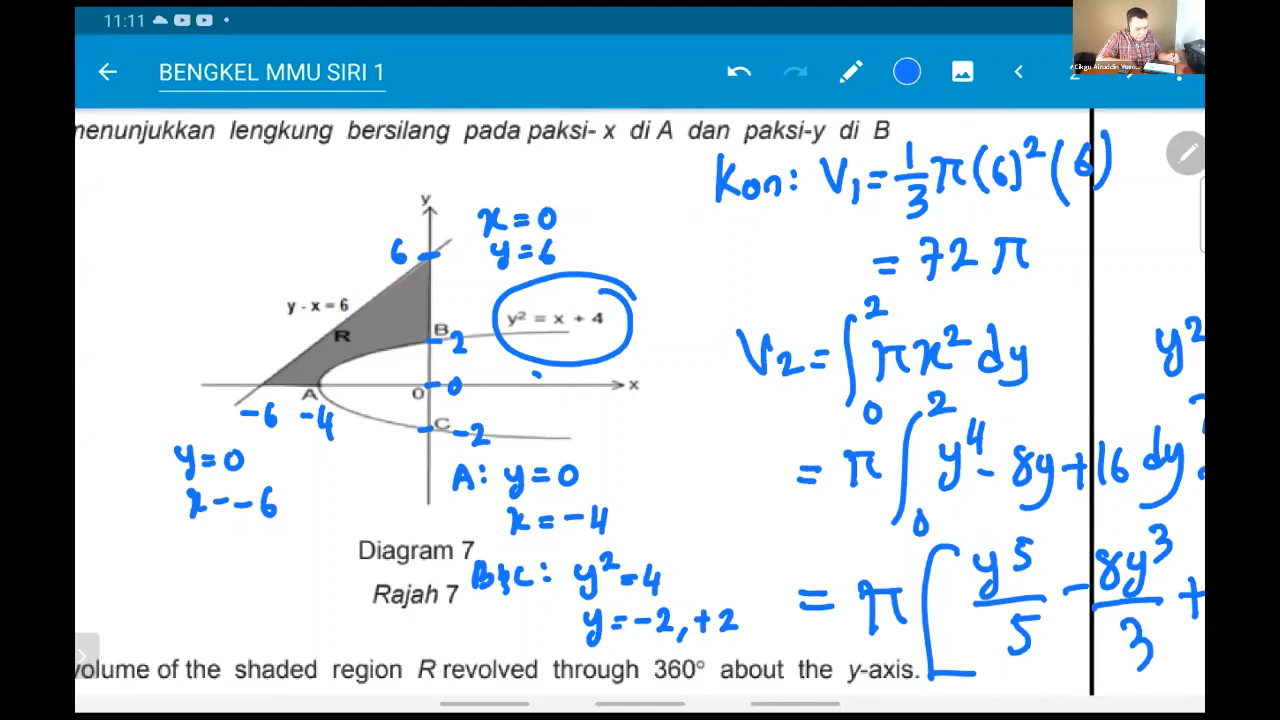 11:11
BENGKEL MMU SIRI 1
menunjukkan lengkung bersilang pada paksi- x di A dan paksi-y di B
Kon: V₁ = 1/3 π(6)²(6)
= 72 π
V₂ = ∫₀² πx² dy
y²
= π ∫₀² y⁴ - 8y + 16 dy
= π [ y⁵/5 - 8y³/3 +
y
x = 0
y = 6
6
y - x = 6
R
B
2
y² = x + 4
A
0
0
x
-6 -4
C -2
y = 0
x = -6
A: y = 0
x = -4
Diagram 7
Rajah 7
B&C: y² = 4
y = -2, +2
volume of the shaded region R revolved through 360° about the y-axis.